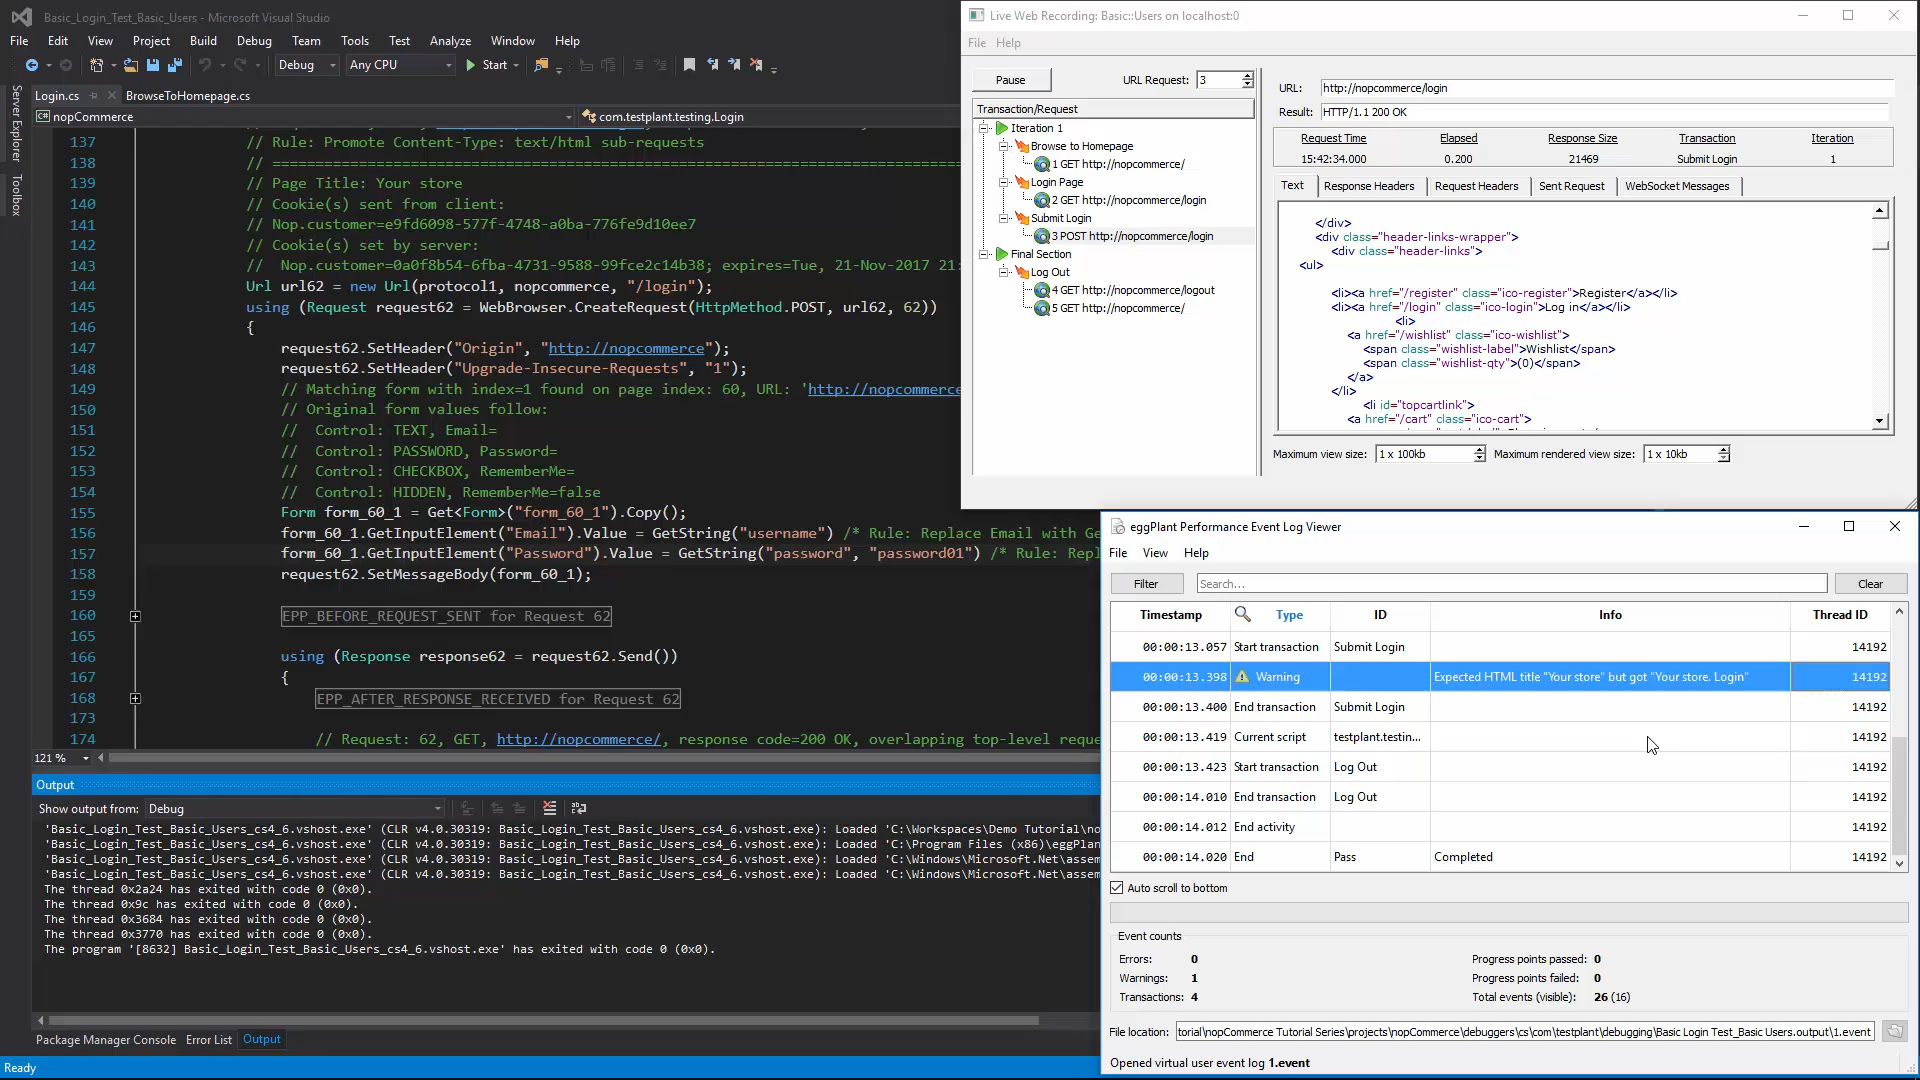 Basic_Login_Test_Basic_Users - Microsoft Visual Studio
File Edit View Project Build Debug Team Tools Test Analyze Window Help
Debug Any CPU Start
Server Explorer
Toolbox
Login.cs BrowseToHomepage.cs
nopCommerce com.testplant.testing.Login
137 // Rule: Promote Content-Type: text/html sub-requests
138 // ================================================================================
139 // Page Title: Your store
140 // Cookie(s) sent from client:
141 // Nop.customer=e9fd6098-577f-4748-a0ba-776fe9d10ee7
142 // Cookie(s) set by server:
143 //  Nop.customer=0a0f8b54-6fba-4731-9588-99fce2c14b38; expires=Tue, 21-Nov-2017 21:
144 Url url62 = new Url(protocol1, nopcommerce, "/login");
145 using (Request request62 = WebBrowser.CreateRequest(HttpMethod.POST, url62, 62))
146 {
147 request62.SetHeader("Origin", "http://nopcommerce");
148 request62.SetHeader("Upgrade-Insecure-Requests", "1");
149 // Matching form with index=1 found on page index: 60, URL: 'http://nopcommerce
150 // Original form values follow:
151 //  Control: TEXT, Email=
152 //  Control: PASSWORD, Password=
153 //  Control: CHECKBOX, RememberMe=
154 //  Control: HIDDEN, RememberMe=false
155 Form form_60_1 = Get<Form>("form_60_1").Copy();
156 form_60_1.GetInputElement("Email").Value = GetString("username") /* Rule: Replace Email with Ge
157 form_60_1.GetInputElement("Password").Value = GetString("password", "password01") /* Rule: Repl
158 request62.SetMessageBody(form_60_1);
159
160 EPP_BEFORE_REQUEST_SENT for Request 62
165
166 using (Response response62 = request62.Send())
167 {
168 EPP_AFTER_RESPONSE_RECEIVED for Request 62
173
174 // Request: 62, GET, http://nopcommerce/, response code=200 OK, overlapping top-level reque
121 %
Output
Show output from: Debug
'Basic_Login_Test_Basic_Users_cs4_6.vshost.exe' (CLR v4.0.30319: Basic_Login_Test_Basic_Users_cs4_6.vshost.exe): Loaded 'C:\Workspaces\Demo Tutorial\no
'Basic_Login_Test_Basic_Users_cs4_6.vshost.exe' (CLR v4.0.30319: Basic_Login_Test_Basic_Users_cs4_6.vshost.exe): Loaded 'C:\Program Files (x86)\eggPlan
'Basic_Login_Test_Basic_Users_cs4_6.vshost.exe' (CLR v4.0.30319: Basic_Login_Test_Basic_Users_cs4_6.vshost.exe): Loaded 'C:\Windows\Microsoft.Net\assem
'Basic_Login_Test_Basic_Users_cs4_6.vshost.exe' (CLR v4.0.30319: Basic_Login_Test_Basic_Users_cs4_6.vshost.exe): Loaded 'C:\Windows\Microsoft.Net\assem
The thread 0x2a24 has exited with code 0 (0x0).
The thread 0x9c has exited with code 0 (0x0).
The thread 0x3684 has exited with code 0 (0x0).
The thread 0x3770 has exited with code 0 (0x0).
The program '[8632] Basic_Login_Test_Basic_Users_cs4_6.vshost.exe' has exited with code 0 (0x0).
Package Manager Console Error List Output
Ready
Live Web Recording: Basic::Users on localhost:0
File Help
Pause URL Request: 3
Transaction/Request
Iteration 1
Browse to Homepage
1 GET http://nopcommerce/
Login Page
2 GET http://nopcommerce/login
Submit Login
3 POST http://nopcommerce/login
Final Section
Log Out
4 GET http://nopcommerce/logout
5 GET http://nopcommerce/
URL: http://nopcommerce/login
Result: HTTP/1.1 200 OK
Request Time Elapsed Response Size Transaction Iteration
15:42:34.000 0.200 21469 Submit Login 1
Text Response Headers Request Headers Sent Request WebSocket Messages
</div>
<div class="header-links-wrapper">
<div class="header-links">
<ul>
<li><a href="/register" class="ico-register">Register</a></li>
<li><a href="/login" class="ico-login">Log in</a></li>
<li>
<a href="/wishlist" class="ico-wishlist">
<span class="wishlist-label">Wishlist</span>
<span class="wishlist-qty">(0)</span>
</a>
</li>
<li id="topcartlink">
<a href="/cart" class="ico-cart">
Maximum view size: 1 x 100kb Maximum rendered view size: 1 x 10kb
eggPlant Performance Event Log Viewer
File View Help
Filter Search... Clear
Timestamp Type ID Info Thread ID
00:00:13.057 Start transaction Submit Login 14192
00:00:13.398 Warning Expected HTML title "Your store" but got "Your store. Login" 14192
00:00:13.400 End transaction Submit Login 14192
00:00:13.419 Current script testplant.testin... 14192
00:00:13.423 Start transaction Log Out 14192
00:00:14.010 End transaction Log Out 14192
00:00:14.012 End activity 14192
00:00:14.020 End Pass Completed 14192
Auto scroll to bottom
Event counts
Errors: 0 Progress points passed: 0
Warnings: 1 Progress points failed: 0
Transactions: 4 Total events (visible): 26 (16)
File location: torial\nopCommerce Tutorial Series\projects\nopCommerce\debuggers\cs\com\testplant\debugging\Basic Login Test_Basic Users.output\1.event
Opened virtual user event log 1.event